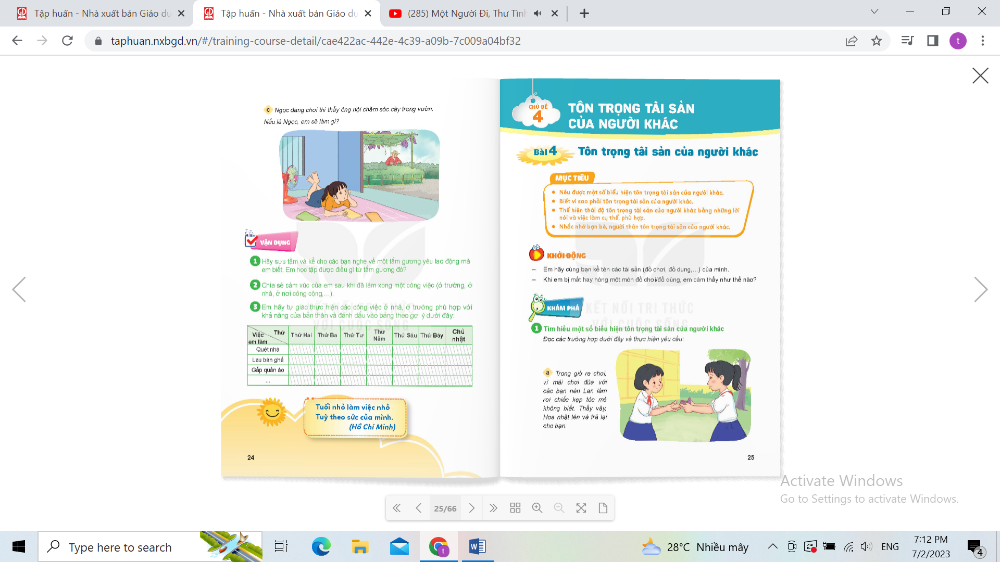 Tập huấn - Nhà xuất bản Giáo dụ
Tập huấn - Nhà xuất bản Giáo dụ
(285) Một Người Đi, Thư Tình
taphuan.nxbgd.vn/#/training-course-detail/cae422ac-442e-4c39-a09b-7c009a04bf32
t
c Ngọc đang chơi thì thấy ông nội chăm sóc cây trong vườn.
Nếu là Ngọc, em sẽ làm gì?
VẬN DỤNG
1 Hãy sưu tầm và kể cho các bạn nghe về một tấm gương yêu lao động mà
em biết. Em học tập được điều gì từ tấm gương đó?
2 Chia sẻ cảm xúc của em sau khi đã làm xong một công việc (ở trường, ở
nhà, ở nơi công cộng,...).
3 Em hãy tự giác thực hiện các công việc ở nhà, ở trường phù hợp với
khả năng của bản thân và đánh dấu vào bảng theo gợi ý dưới đây:
Thứ
Việc
em làm
Thứ Hai
Thứ Ba
Thứ Tư
Thứ
Năm
Thứ Sáu
Thứ Bảy
Chủ
nhật
Quét nhà
Lau bàn ghế
Gấp quần áo
...
Tuổi nhỏ làm việc nhỏ
Tuỳ theo sức của mình.
(Hồ Chí Minh)
24
CHỦ ĐỀ
4
TÔN TRỌNG TÀI SẢN
CỦA NGƯỜI KHÁC
Bài 4
Tôn trọng tài sản của người khác
MỤC TIÊU
• Nêu được một số biểu hiện tôn trọng tài sản của người khác.
• Biết vì sao phải tôn trọng tài sản của người khác.
• Thể hiện thái độ tôn trọng tài sản của người khác bằng những lời
nói và việc làm cụ thể, phù hợp.
• Nhắc nhở bạn bè, người thân tôn trọng tài sản của người khác.
KHỞI ĐỘNG
– Em hãy cùng bạn kể tên các tài sản (đồ chơi, đồ dùng,...) của mình.
– Khi em bị mất hay hỏng một món đồ chơi/đồ dùng, em cảm thấy như thế nào?
KHÁM PHÁ
KẾT NỐI TRI THỨC
VỚI CUỘC SỐNG
1 Tìm hiểu một số biểu hiện tôn trọng tài sản của người khác
Đọc các trường hợp dưới đây và thực hiện yêu cầu:
a Trong giờ ra chơi,
vì mải chơi đùa với
các bạn nên Lan làm
rơi chiếc kẹp tóc mà
không biết. Thấy vậy,
Hoa nhặt lên và trả lại
cho bạn.
25
Activate Windows
Go to Settings to activate Windows.
25/66
Type here to search
28°C Nhiều mây
ENG
7:12 PM
7/2/2023
4